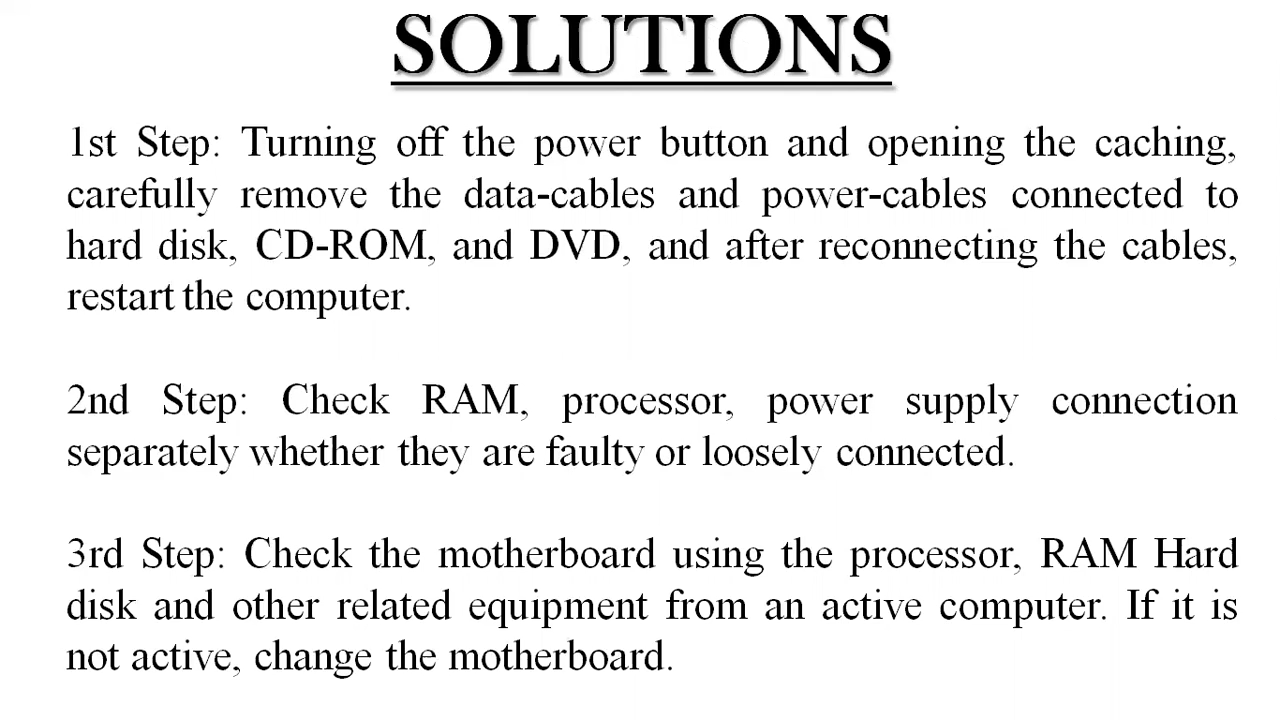 SOLUTIONS
1st Step: Turning off the power button and opening the caching,
carefully remove the data-cables and power-cables connected to
hard disk, CD-ROM, and DVD, and after reconnecting the cables,
restart the computer.
2nd Step: Check RAM, processor, power supply connection
separately whether they are faulty or loosely connected.
3rd Step: Check the motherboard using the processor, RAM Hard
disk and other related equipment from an active computer. If it is
not active, change the motherboard.